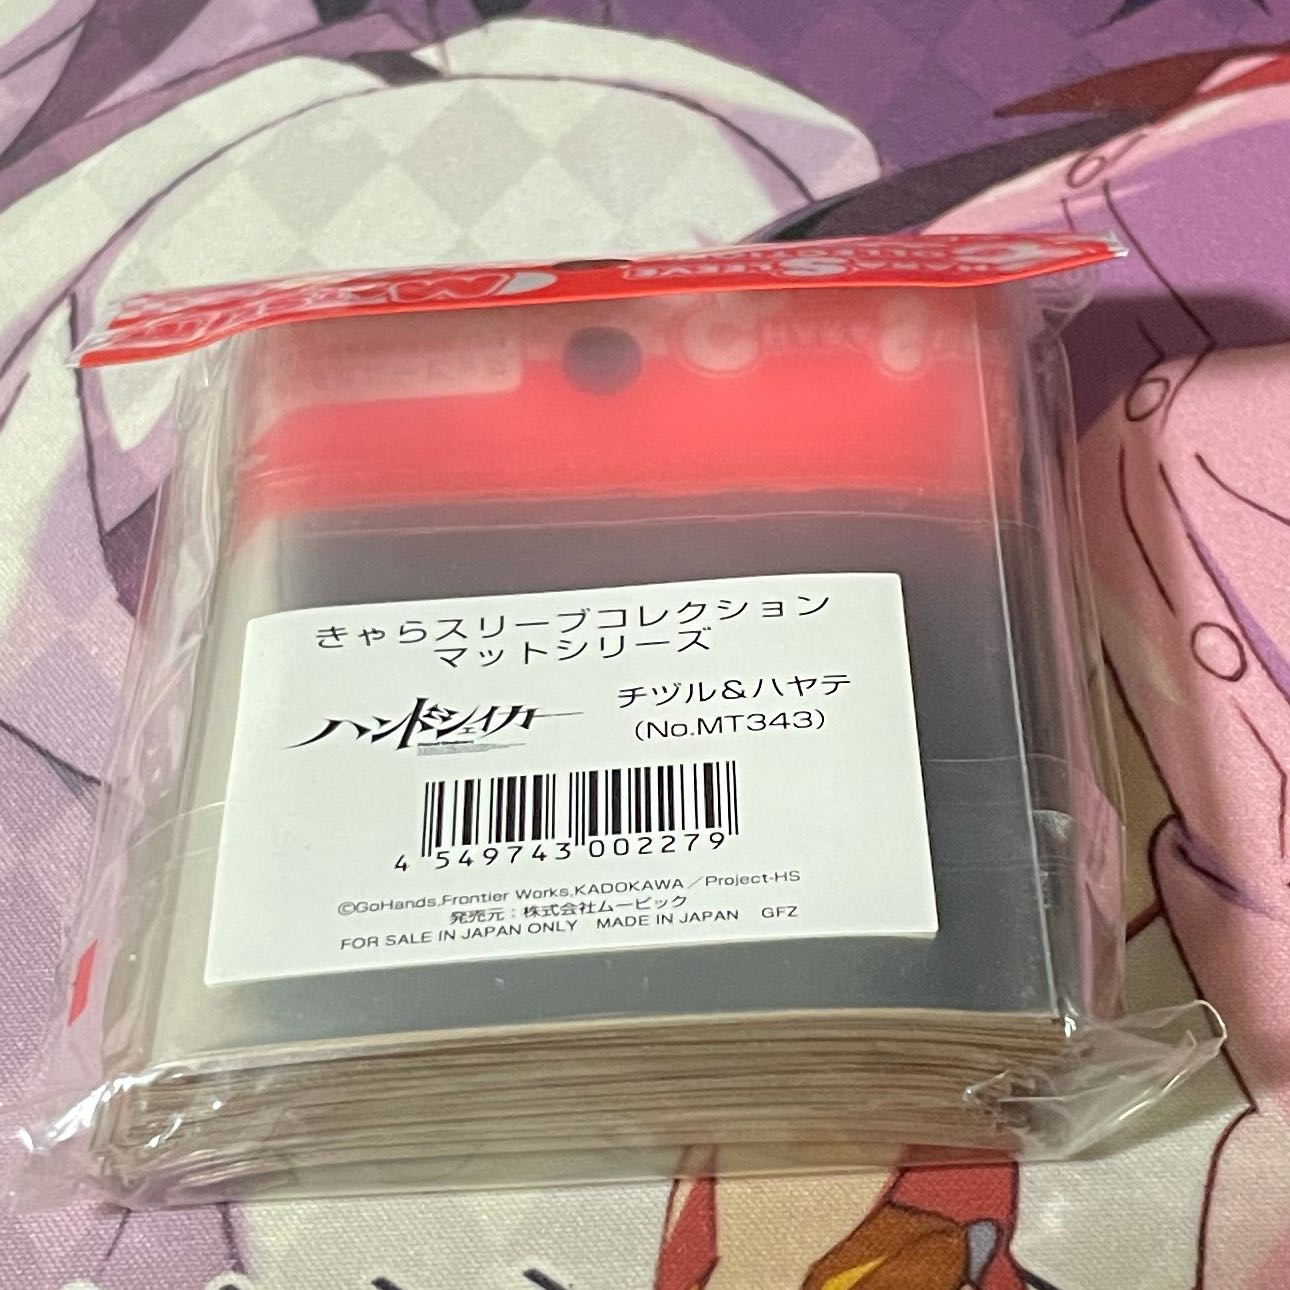 きゃらスリーブコレクション
マットシリーズ
ハンドシェイカー
チヅル&ハヤテ
(No.MT343)
4 549743 002279
©GoHands,Frontier Works,KADOKAWA／Project-HS
発売元：株式会社ムービック
FOR SALE IN JAPAN ONLY MADE IN JAPAN GFZ